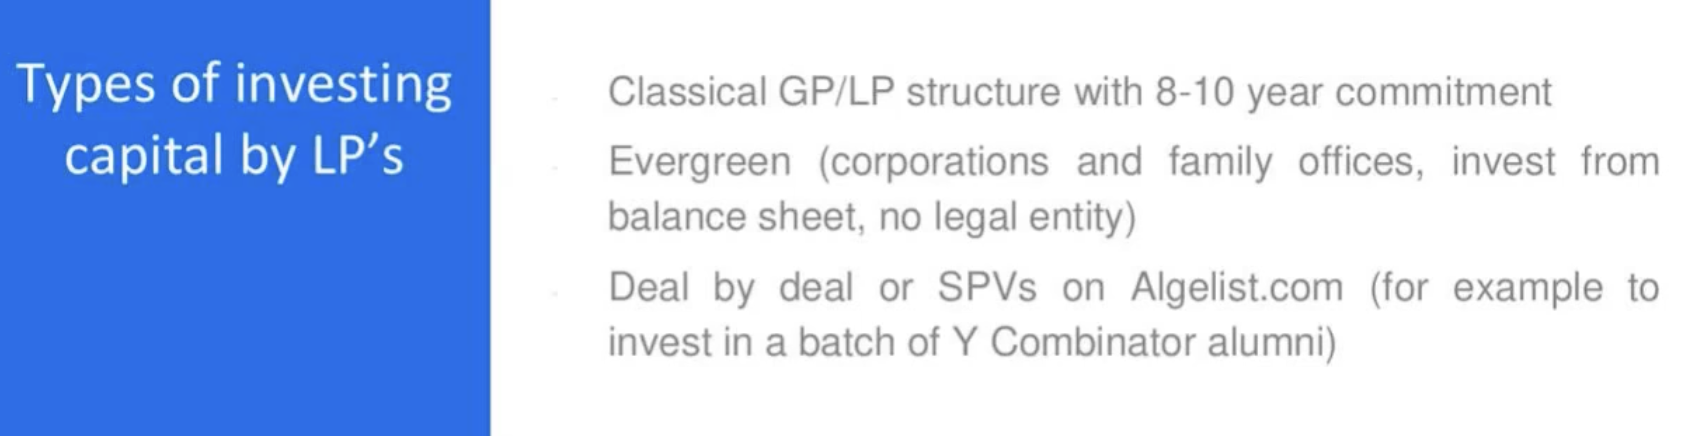 Types of investing
capital by LP’s
Classical GP/LP structure with 8-10 year commitment
Evergreen (corporations and family offices, invest from
balance sheet, no legal entity)
Deal by deal or SPVs on Algelist.com (for example to
invest in a batch of Y Combinator alumni)